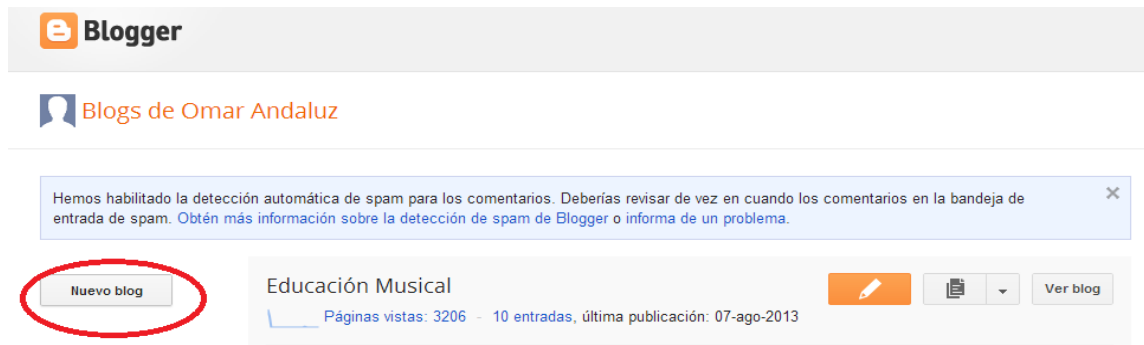 Blogger
Blogs de Omar Andaluz
Hemos habilitado la detección automática de spam para los comentarios. Deberías revisar de vez en cuando los comentarios en la bandeja de
entrada de spam. Obtén más información sobre la detección de spam de Blogger o informa de un problema.
Nuevo blog
Educación Musical
Ver blog
Páginas vistas: 3206 - 10 entradas, última publicación: 07-ago-2013